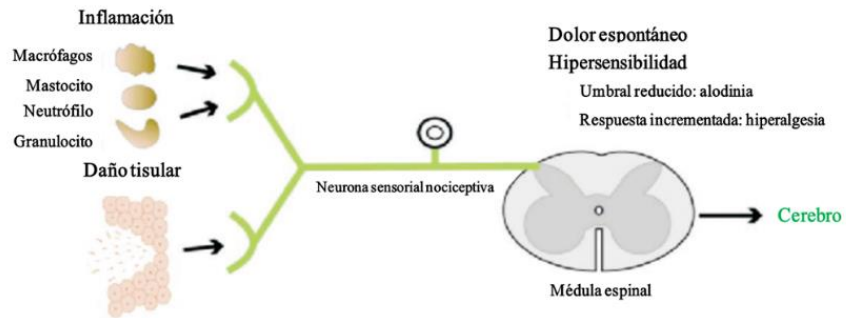 Inflamación
Macrófagos
Mastocito
Neutrófilo
Granulocito
Daño tisular
Neurona sensorial nociceptiva
Dolor espontáneo
Hipersensibilidad
Umbral reducido: alodinia
Respuesta incrementada: hiperalgesia
Cerebro
Médula espinal